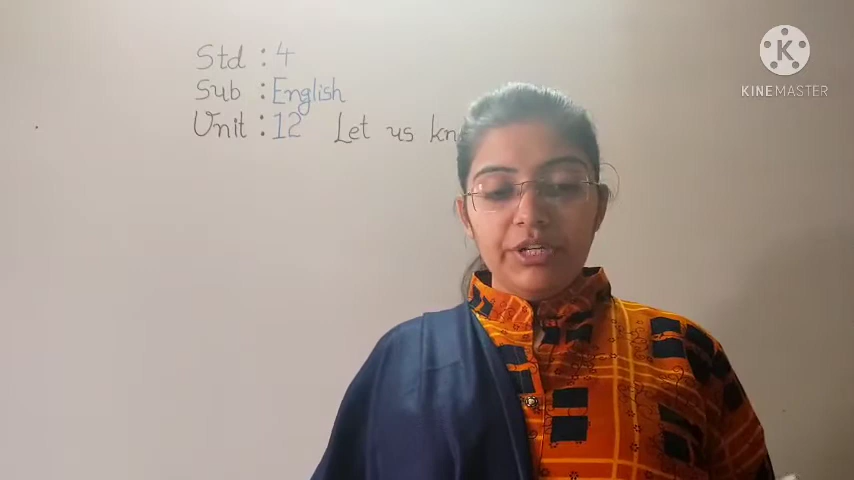 Std : 4
Sub : English
Unit : 12 Let us
K
KINEMASTER